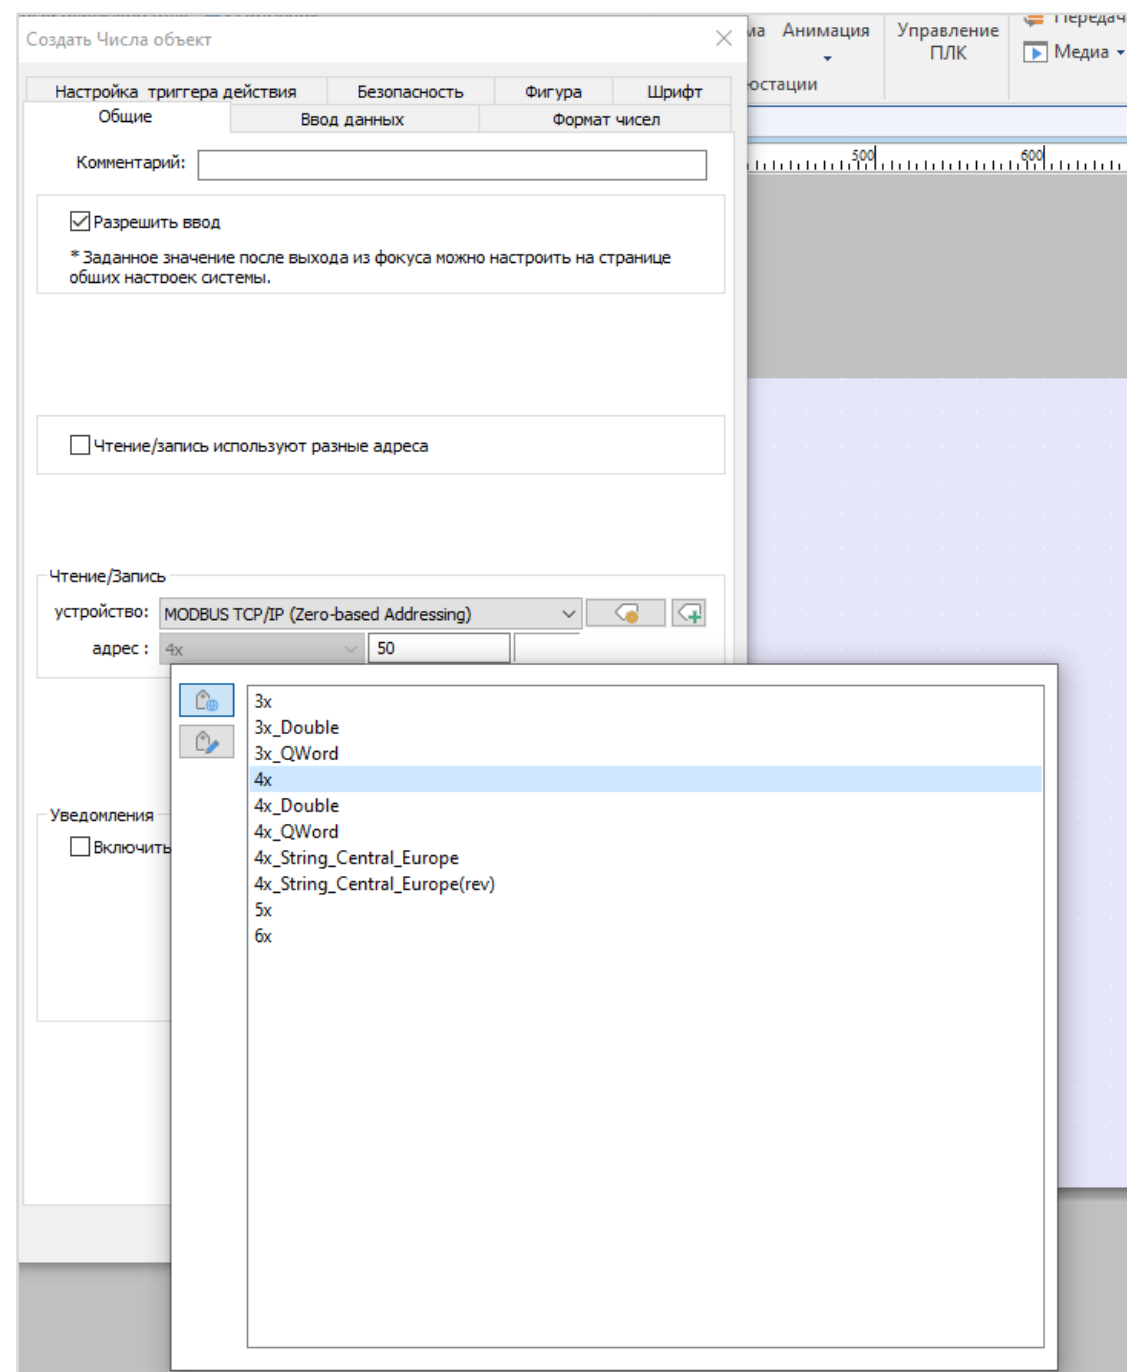 Создать Числа объект
ма Анимация
Управление
ПЛК
Передач
Медиа
юстации
500
600
Настройка триггера действия Безопасность Фигура Шрифт
Общие Ввод данных Формат чисел
Комментарий:
Разрешить ввод
* Заданное значение после выхода из фокуса можно настроить на странице
общих настроек системы.
Чтение/запись используют разные адреса
Чтение/Запись
устройство: MODBUS TCP/IP (Zero-based Addressing)
адрес : 4x 50
3x
3x_Double
3x_QWord
4x
4x_Double
4x_QWord
4x_String_Central_Europe
4x_String_Central_Europe(rev)
5x
6x
Уведомления
Включить